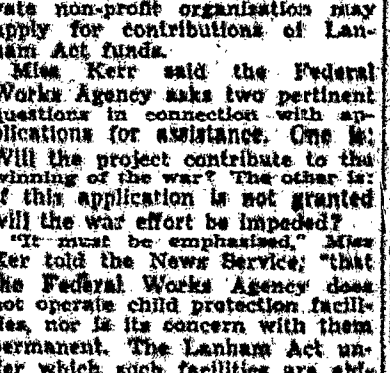 vate non-profit organization may
apply for contributions of Lan-
ham Act funds.
Miss Kerr said the Federal
Works Agency asks two pertinent
questions in connection with ap-
plications for assistance. One is:
Will the project contribute to the
winning of the war? The other is:
If this application is not granted
will the war effort be impeded?
"It must be emphasized," Miss
Ker told the News Service; "that
the Federal Works Agency does
not operate child protection facili-
ties, nor is its concern with them
permanent. The Lanham Act un-
der which such facilities are